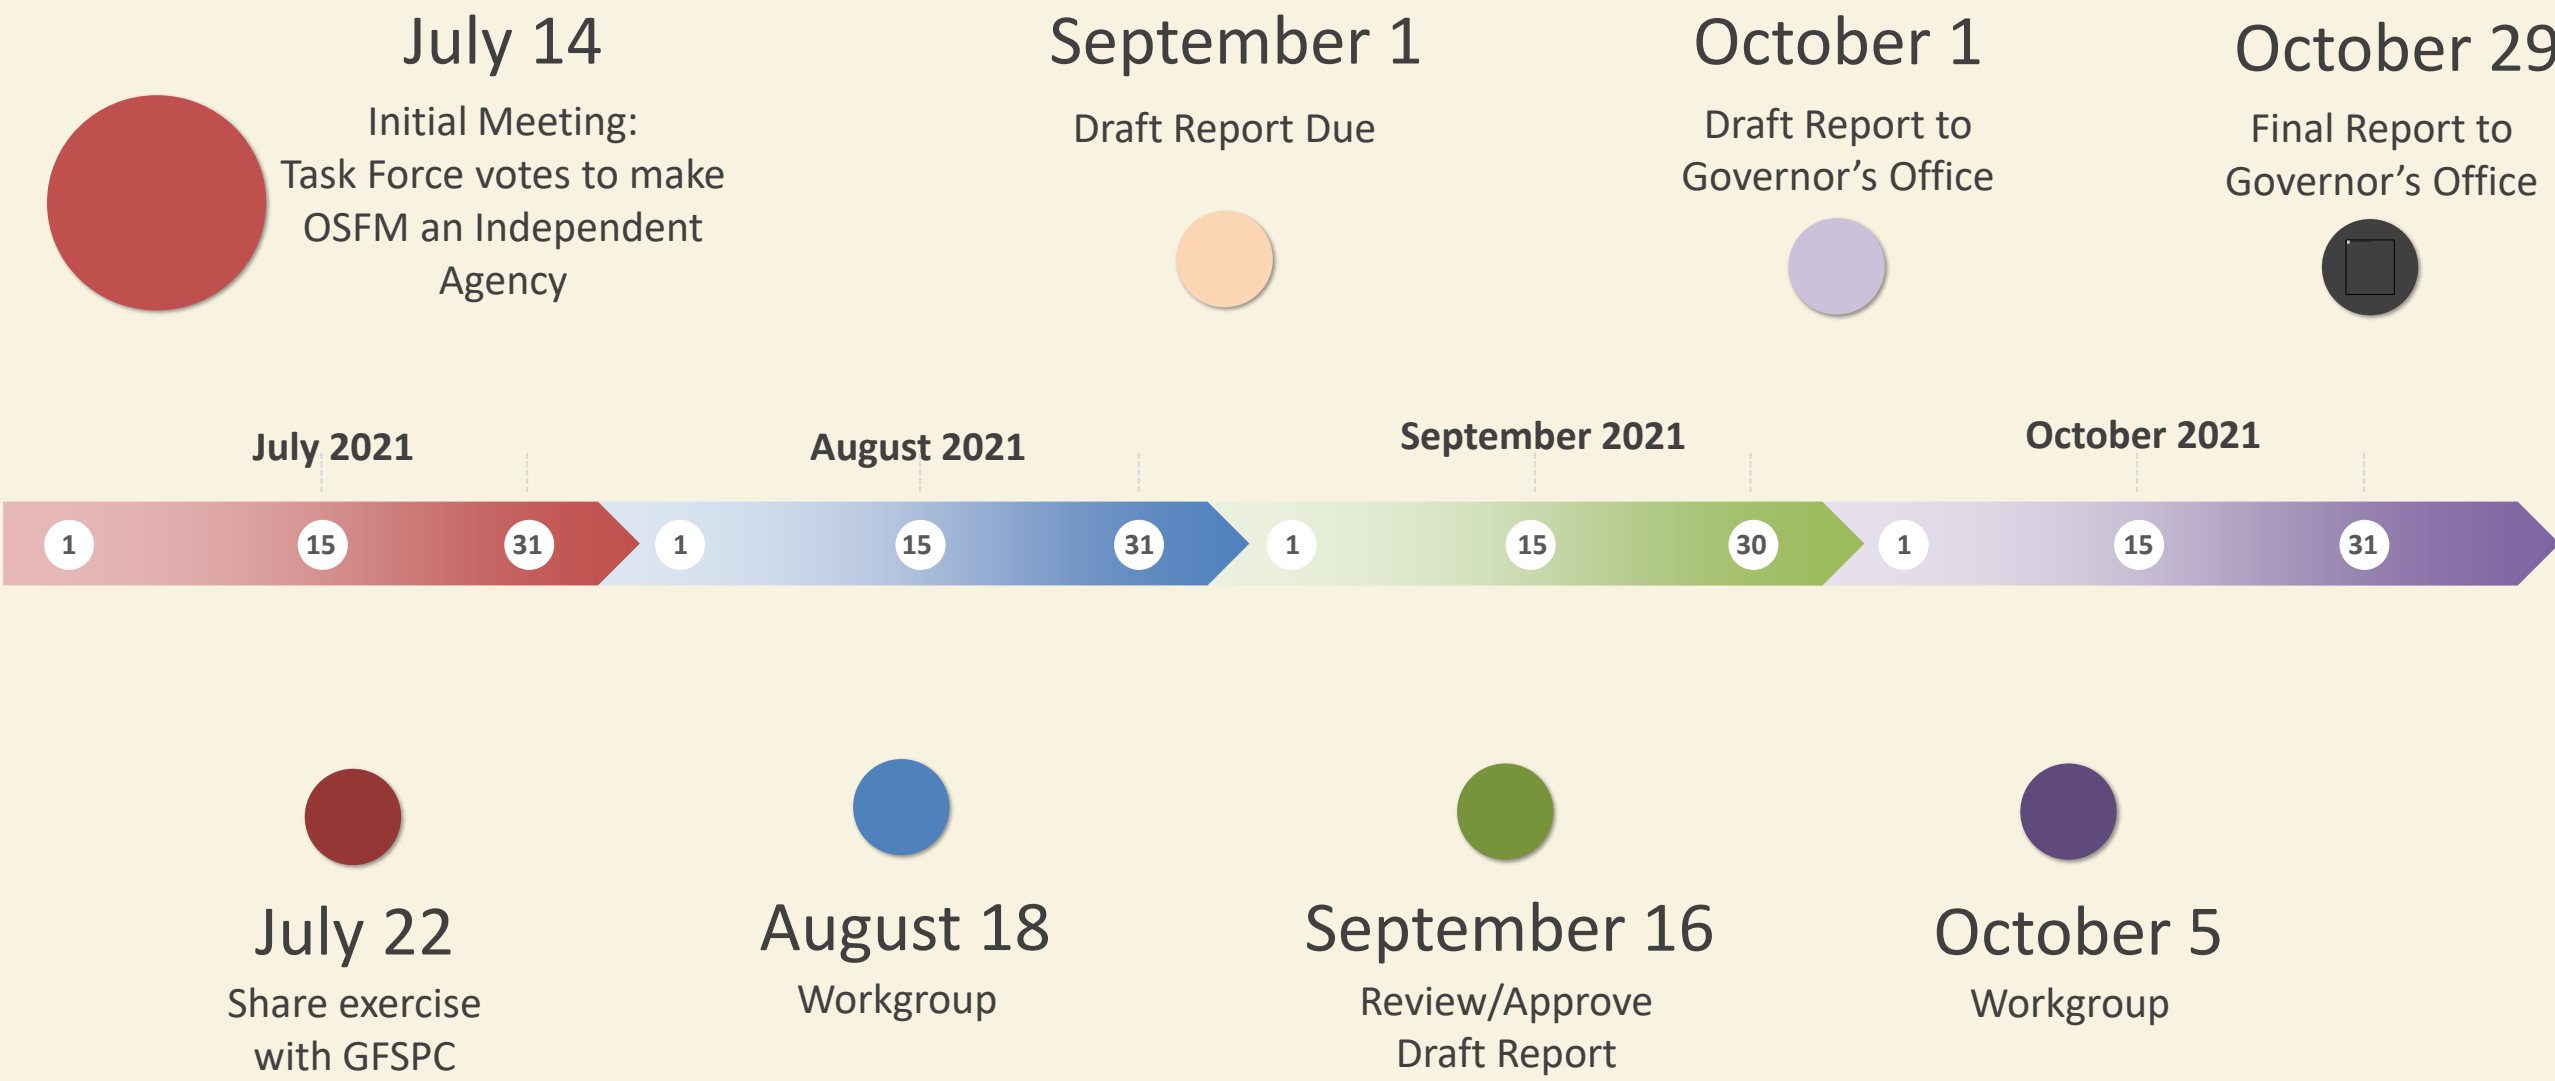 July 14
Initial Meeting:
Task Force votes to make
OSFM an Independent
Agency
September 1
Draft Report Due
October 1
Draft Report to
Governor's Office
October 29
Final Report to
Governor's Office
July 2021
August 2021
September 2021
October 2021
1 15 31 1 15 31 1 15 30 1 15 31
July 22
Share exercise
with GFSPC
August 18
Workgroup
September 16
Review/Approve
Draft Report
October 5
Workgroup